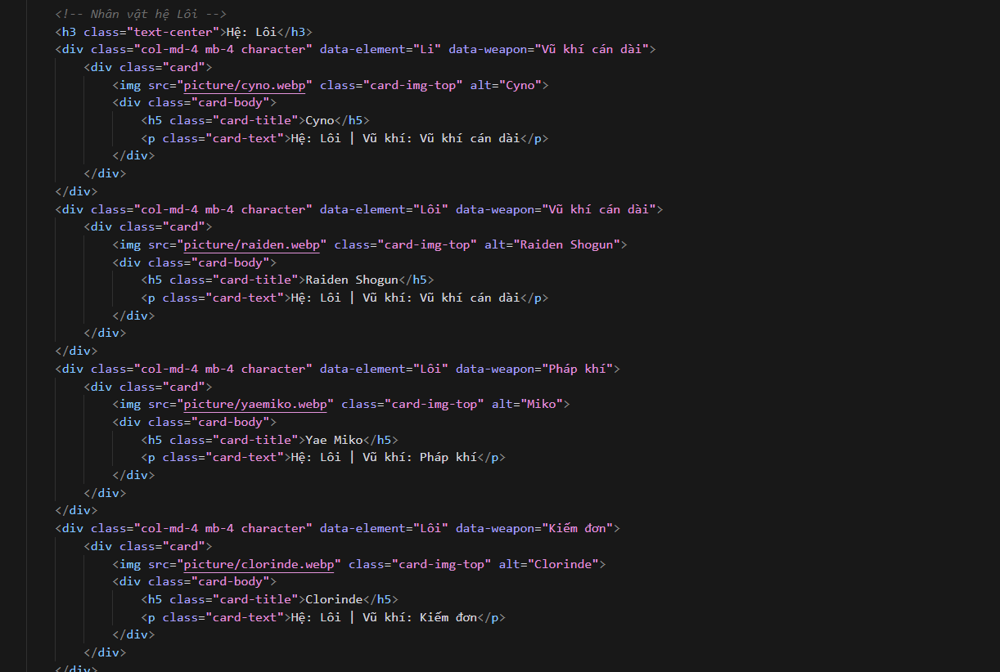 <!-- Nhân vật hệ Lôi -->
<h3 class="text-center">Hệ: Lôi</h3>
<div class="col-md-4 mb-4 character" data-element="Li" data-weapon="Vũ khí cán dài">
<div class="card">
<img src="picture/cyno.webp" class="card-img-top" alt="Cyno">
<div class="card-body">
<h5 class="card-title">Cyno</h5>
<p class="card-text">Hệ: Lôi | Vũ khí: Vũ khí cán dài</p>
</div>
</div>
</div>
<div class="col-md-4 mb-4 character" data-element="Lôi" data-weapon="Vũ khí cán dài">
<div class="card">
<img src="picture/raiden.webp" class="card-img-top" alt="Raiden Shogun">
<div class="card-body">
<h5 class="card-title">Raiden Shogun</h5>
<p class="card-text">Hệ: Lôi | Vũ khí: Vũ khí cán dài</p>
</div>
</div>
</div>
<div class="col-md-4 mb-4 character" data-element="Lôi" data-weapon="Pháp khí">
<div class="card">
<img src="picture/yaemiko.webp" class="card-img-top" alt="Miko">
<div class="card-body">
<h5 class="card-title">Yae Miko</h5>
<p class="card-text">Hệ: Lôi | Vũ khí: Pháp khí</p>
</div>
</div>
</div>
<div class="col-md-4 mb-4 character" data-element="Lôi" data-weapon="Kiếm đơn">
<div class="card">
<img src="picture/clorinde.webp" class="card-img-top" alt="Clorinde">
<div class="card-body">
<h5 class="card-title">Clorinde</h5>
<p class="card-text">Hệ: Lôi | Vũ khí: Kiếm đơn</p>
</div>
</div>
</div>